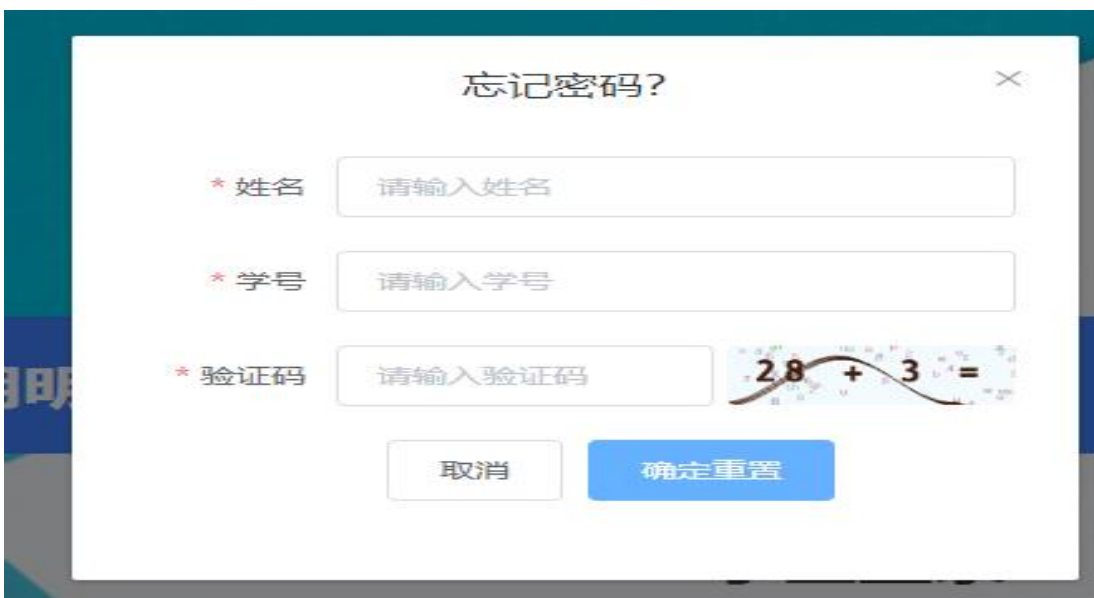 忘记密码?
* 姓名 请输入姓名
* 学号 请输入学号
* 验证码 请输入验证码 28 + 3 =
取消 确定重置
明